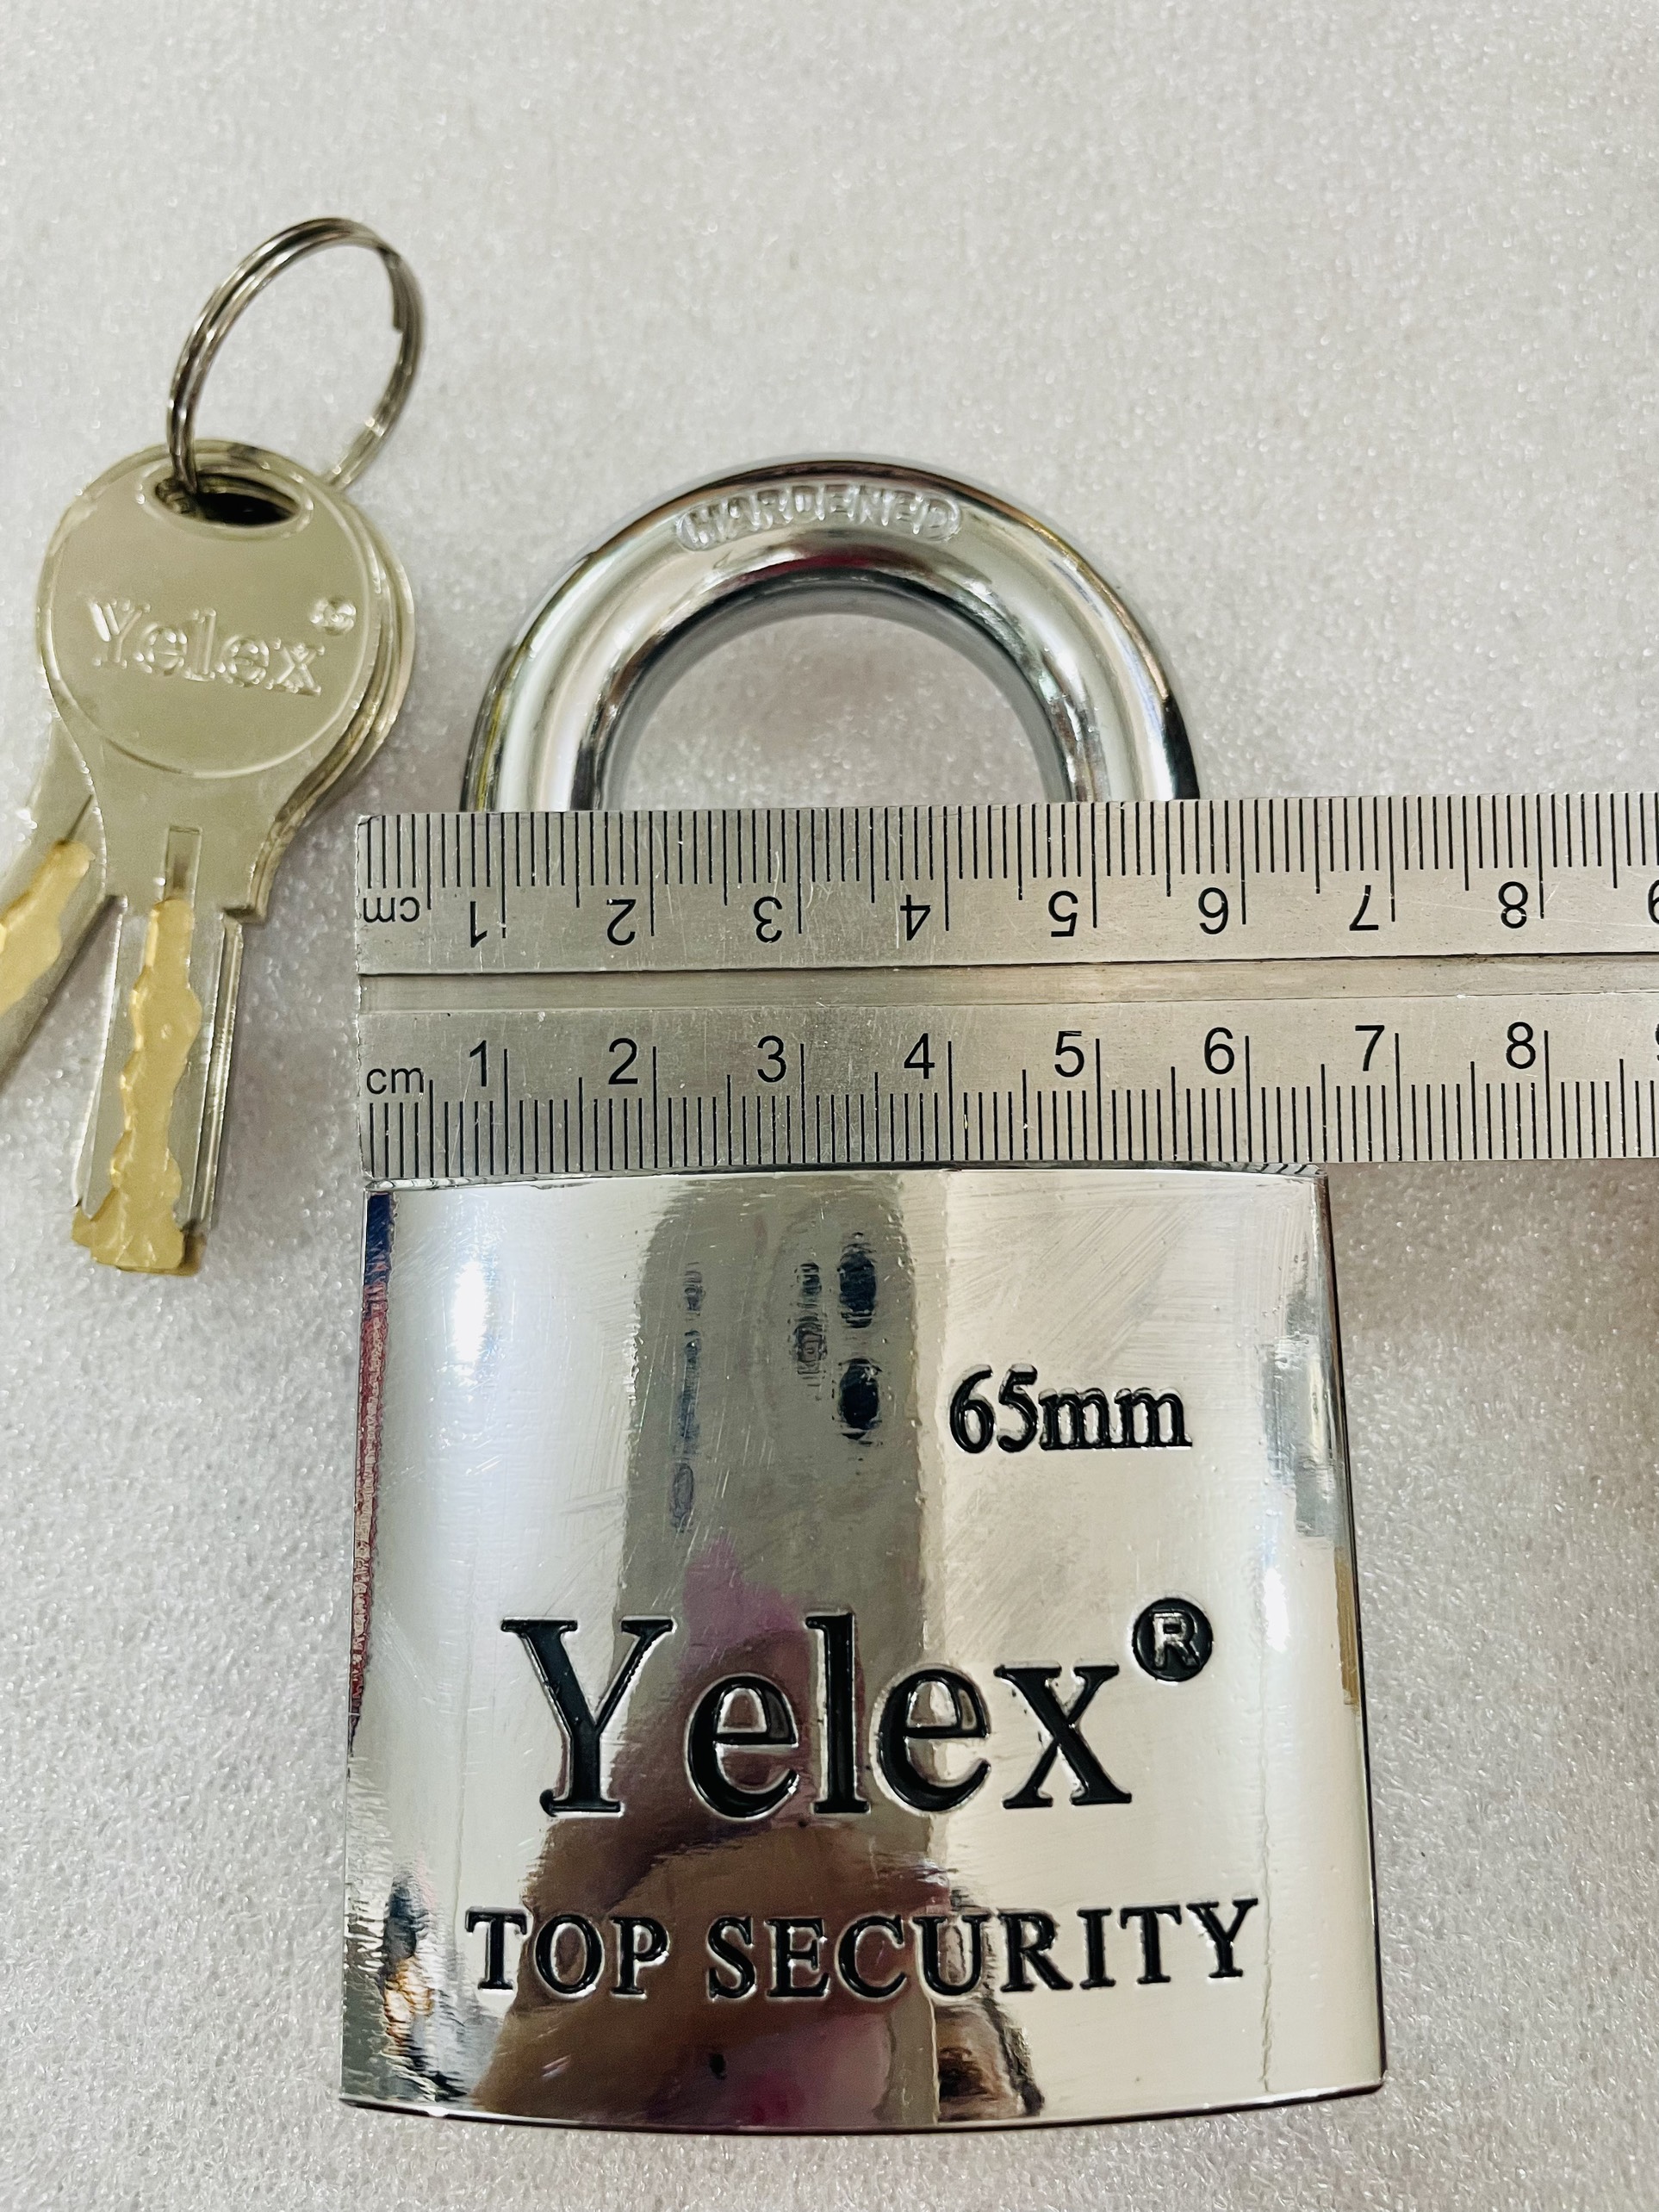 HARDENED
Yelex®
cm 1 2 3 4 5 6 7 8 9
cm 1 2 3 4 5 6 7 8
65mm
Yelex®
TOP SECURITY